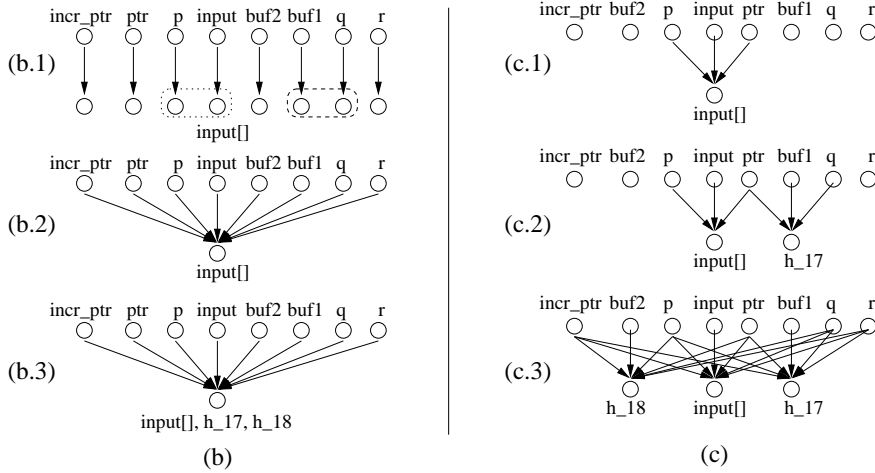 incr_ptr ptr p input buf2 buf1 q r
(b.1)
input[]
incr_ptr ptr p input buf2 buf1 q r
(b.2)
input[]
incr_ptr ptr p input buf2 buf1 q r
(b.3)
input[], h_17, h_18
(b)
incr_ptr buf2 p input ptr buf1 q r
(c.1)
input[]
incr_ptr buf2 p input ptr buf1 q r
(c.2)
input[] h_17
incr_ptr buf2 p input ptr buf1 q r
(c.3)
h_18 input[] h_17
(c)